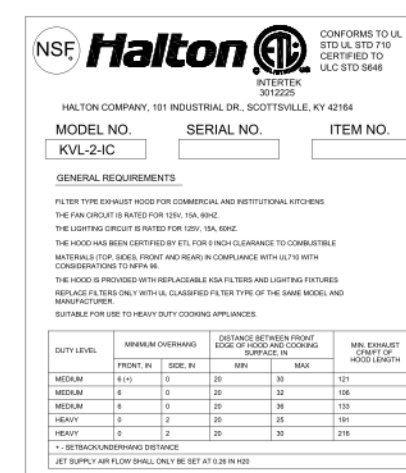 NSF
Halton
ETL
INTERTEK
3012225
CONFORMS TO UL
STD UL STD 710
CERTIFIED TO
ULC STD S646
HALTON COMPANY, 101 INDUSTRIAL DR., SCOTTSVILLE, KY 42164
MODEL NO. SERIAL NO. ITEM NO.
KVL-2-IC
GENERAL REQUIREMENTS
FILTER TYPE EXHAUST HOOD FOR COMMERCIAL AND INSTITUTIONAL KITCHENS
THE FAN CIRCUIT IS RATED FOR 125V, 15A, 60HZ.
THE LIGHTING CIRCUIT IS RATED FOR 125V, 15A, 60HZ.
THE HOOD HAS BEEN CERTIFIED BY ETL FOR 0 INCH CLEARANCE TO COMBUSTIBLE
MATERIALS (TOP, SIDES, FRONT AND REAR) IN COMPLIANCE WITH UL710 WITH
CONSIDERATIONS TO NFPA 96.
THE HOOD IS PROVIDED WITH REPLACEABLE KSA FILTERS AND LIGHTING FIXTURES
REPLACE FILTERS ONLY WITH UL CLASSIFIED FILTER TYPE OF THE SAME MODEL AND
MANUFACTURER.
SUITABLE FOR USE TO HEAVY DUTY COOKING APPLIANCES.
DUTY LEVEL MINIMUM OVERHANG DISTANCE BETWEEN FRONT EDGE OF HOOD AND COOKING SURFACE, IN MIN. EXHAUST CFM/FT OF HOOD LENGTH
FRONT, IN SIDE, IN MIN MAX
MEDIUM 6 (+) 0 20 30 121
MEDIUM 6 0 20 32 106
MEDIUM 6 0 20 36 133
HEAVY 0 2 20 25 191
HEAVY 0 2 20 30 216
+ - SETBACK/UNDERHANG DISTANCE
JET SUPPLY AIR FLOW SHALL ONLY BE SET AT 0.26 IN H20